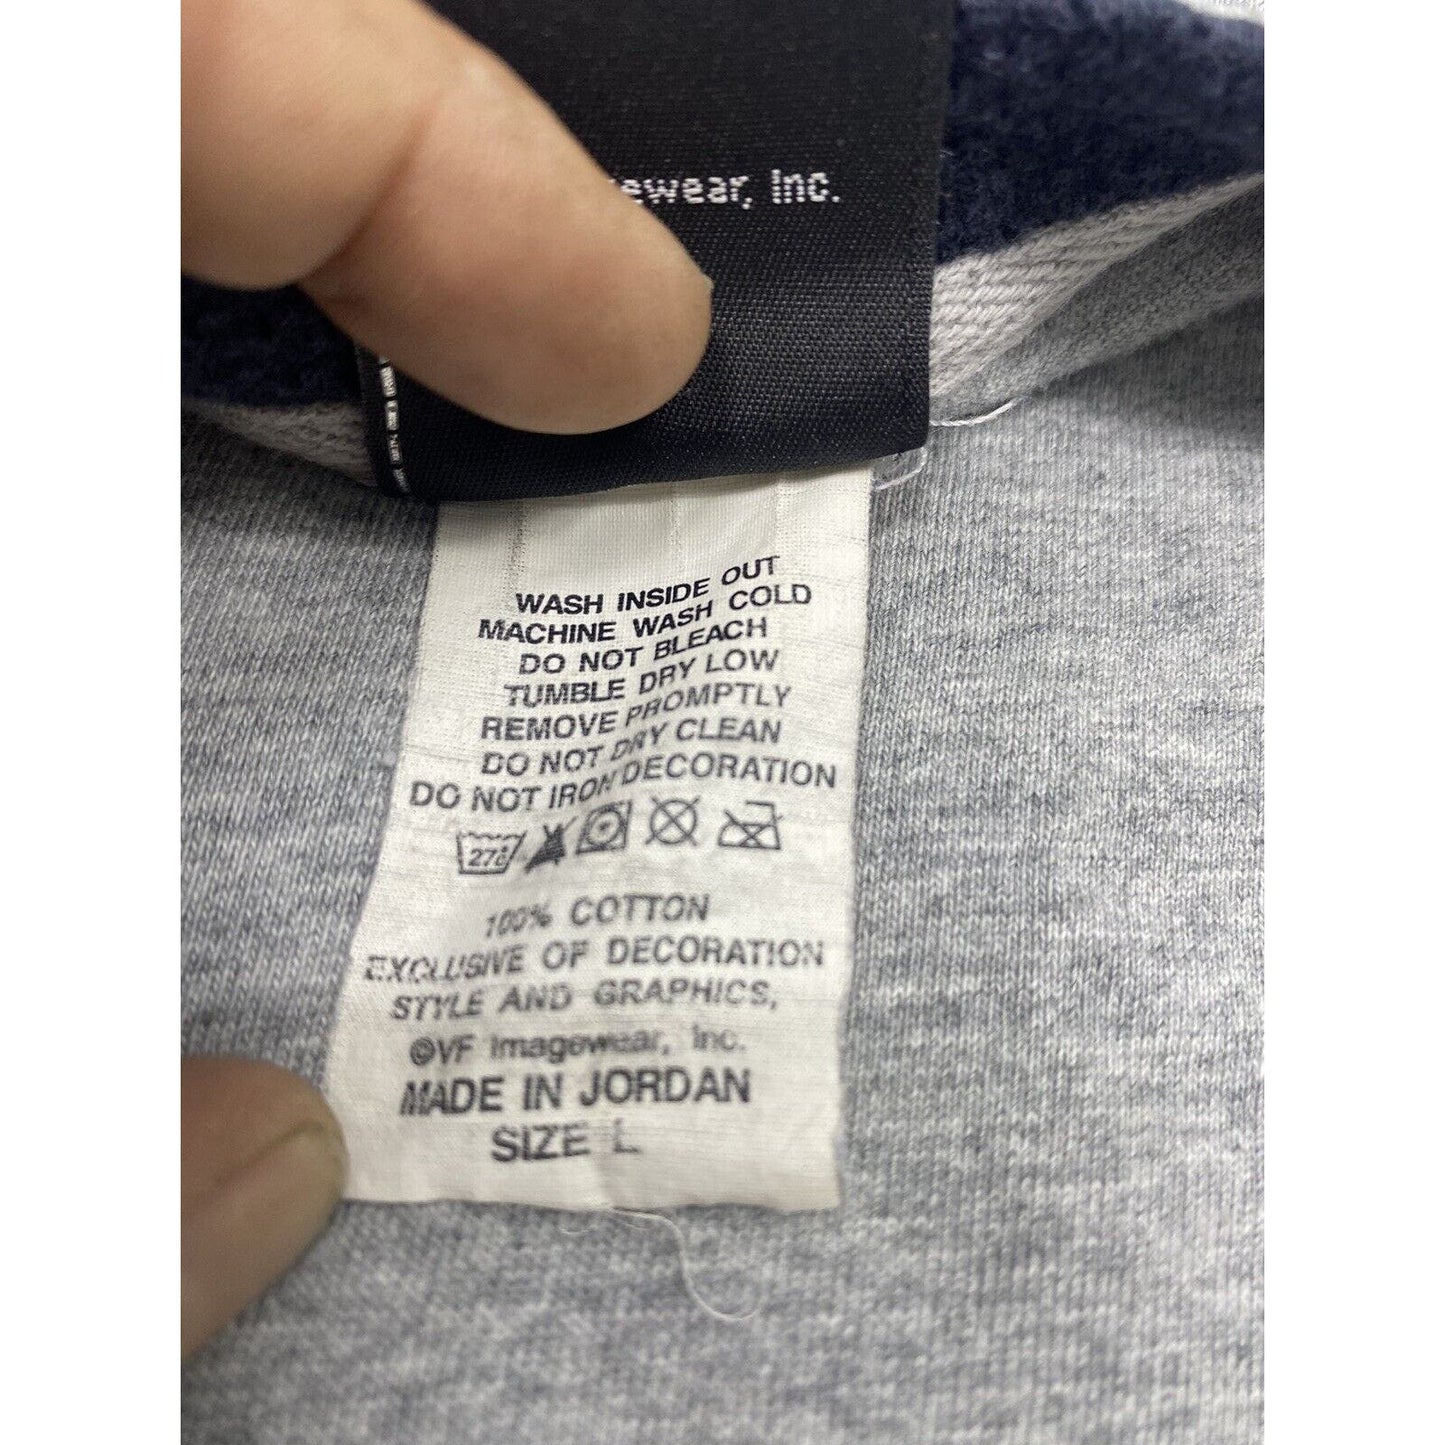 ewear, Inc.
WASH INSIDE OUT
MACHINE WASH COLD
DO NOT BLEACH
TUMBLE DRY LOW
REMOVE PROMPTLY
DO NOT DRY CLEAN
DO NOT IRON DECORATION
27c
100% COTTON
EXCLUSIVE OF DECORATION
STYLE AND GRAPHICS,
©VF Imagewear, Inc.
MADE IN JORDAN
SIZE L